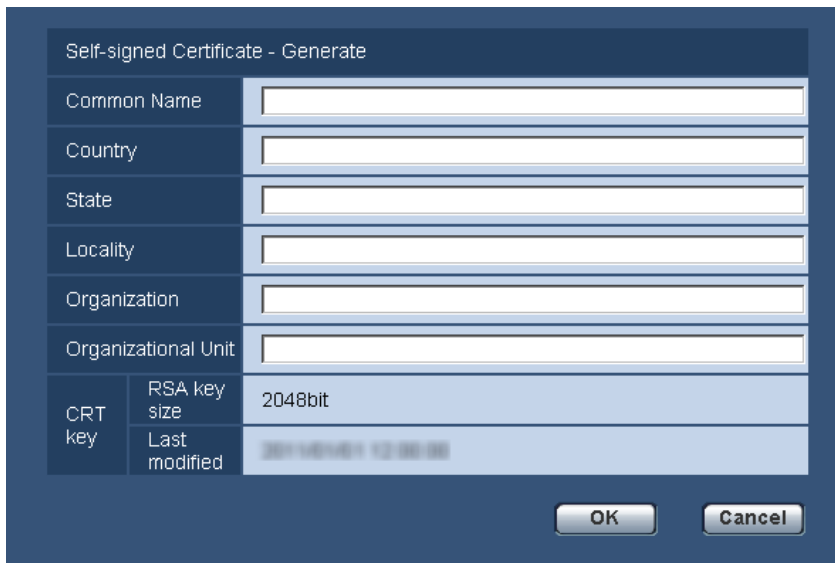 Self-signed Certificate - Generate
Common Name
Country
State
Locality
Organization
Organizational Unit
CRT key
RSA key size
2048bit
Last modified
OK
Cancel